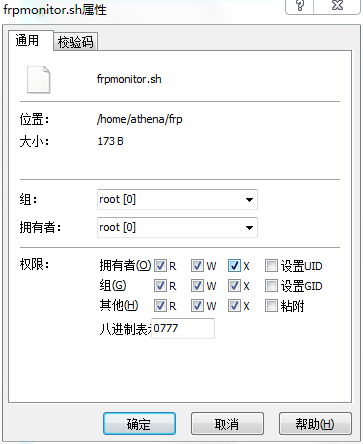 frpmonitor.sh属性
?
通用 校验码
frpmonitor.sh
位置： /home/athena/frp
大小： 173 B
组： root [0]
拥有者： root [0]
权限： 拥有者(O) R W X 设置UID
组(G) R W X 设置GID
其他(H) R W X 粘附
八进制表示 0777
确定 取消 帮助(H)